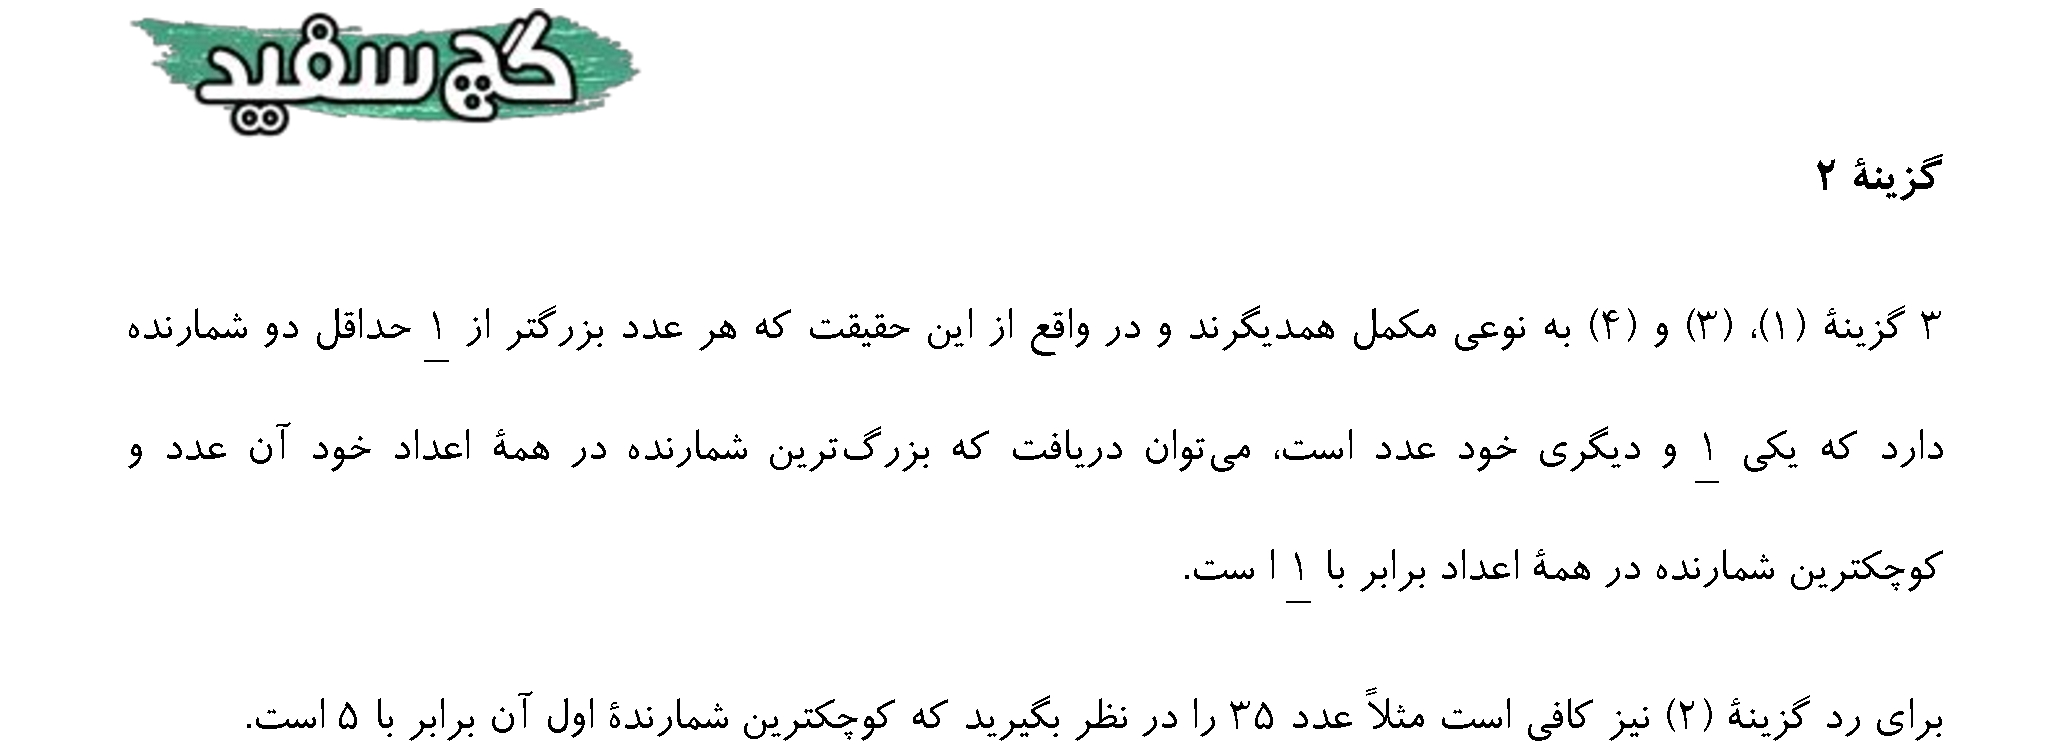 گچ سفید
گزینهٔ ۲
۳ گزینهٔ (۱)، (۳) و (۴) به نوعی مکمل همدیگرند و در واقع از این حقیقت که هر عدد بزرگتر از ۱ حداقل دو شمارنده
دارد که یکی ۱ و دیگری خود عدد است، می‌توان دریافت که بزرگ‌ترین شمارنده در همهٔ اعداد خود آن عدد و
کوچکترین شمارنده در همهٔ اعداد برابر با ۱ ا ست.
برای رد گزینهٔ (۲) نیز کافی است مثلاً عدد ۳۵ را در نظر بگیرید که کوچکترین شمارندهٔ اول آن برابر با ۵ است.